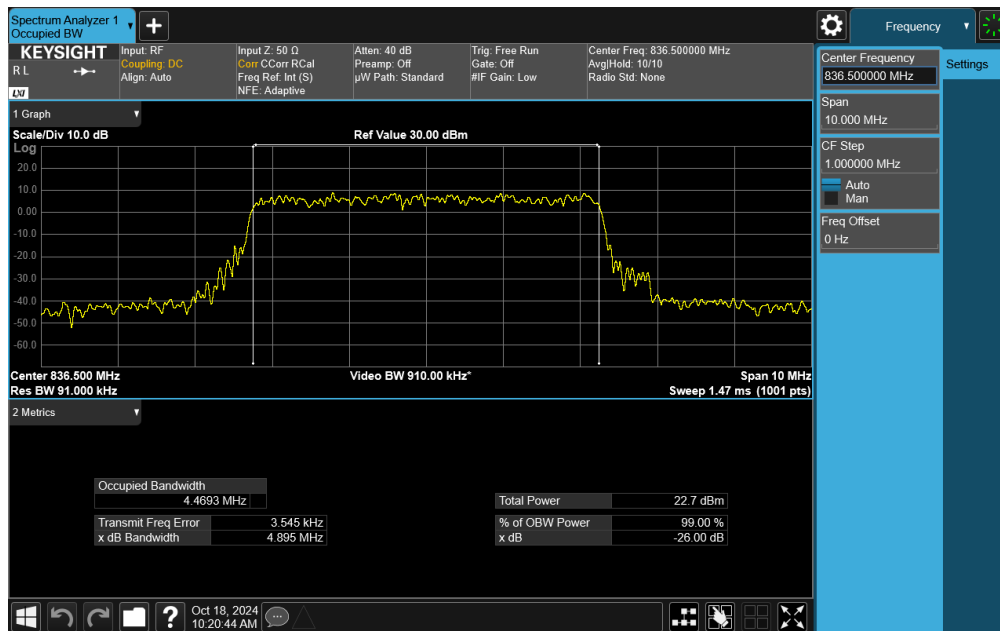 Spectrum Analyzer 1
Occupied BW
Frequency
KEYSIGHT
R L
LXI
Input: RF
Coupling: DC
Align: Auto
Input Z: 50 Ω
Corr CCorr RCal
Freq Ref: Int (S)
NFE: Adaptive
Atten: 40 dB
Preamp: Off
µW Path: Standard
Trig: Free Run
Gate: Off
#IF Gain: Low
Center Freq: 836.500000 MHz
Avg|Hold: 10/10
Radio Std: None
Center Frequency
836.500000 MHz
Settings
Span
10.000 MHz
CF Step
1.000000 MHz
Auto
Man
Freq Offset
0 Hz
1 Graph
Scale/Div 10.0 dB
Ref Value 30.00 dBm
Log
20.0
10.0
0.00
-10.0
-20.0
-30.0
-40.0
-50.0
-60.0
Center 836.500 MHz
Video BW 910.00 kHz*
Span 10 MHz
Res BW 91.000 kHz
Sweep 1.47 ms (1001 pts)
2 Metrics
Occupied Bandwidth
4.4693 MHz
Total Power 22.7 dBm
Transmit Freq Error 3.545 kHz
% of OBW Power 99.00 %
x dB Bandwidth 4.895 MHz
x dB -26.00 dB
Oct 18, 2024
10:20:44 AM